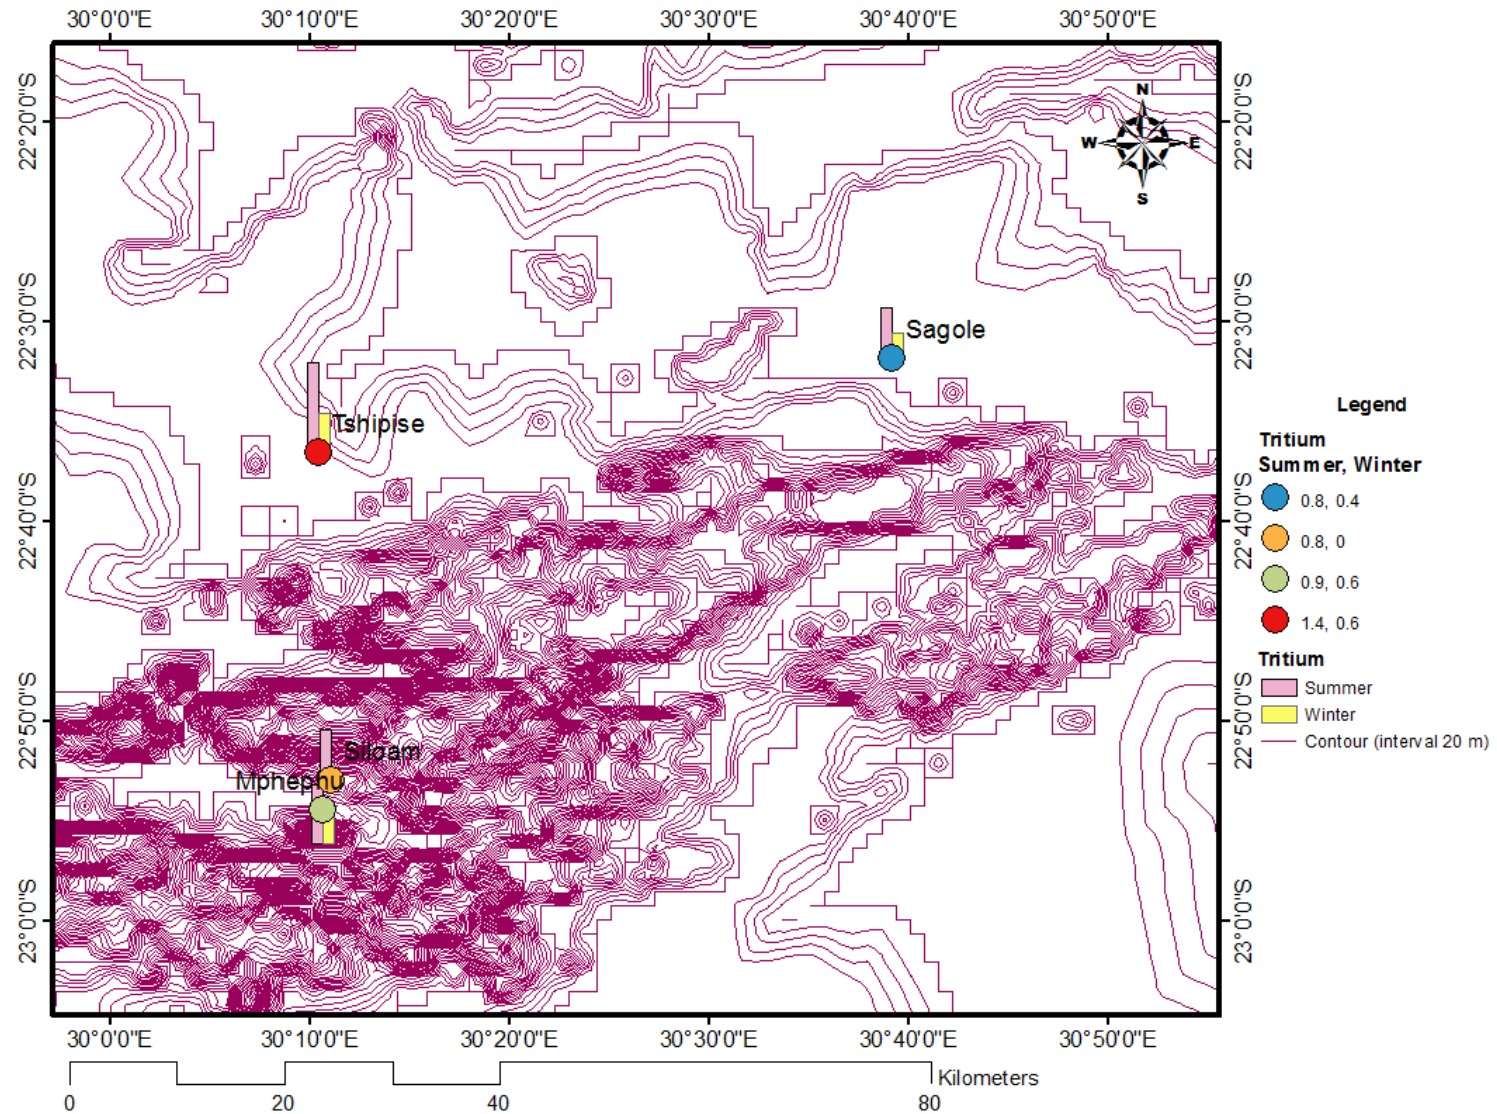 30°0'0"E 30°10'0"E 30°20'0"E 30°30'0"E 30°40'0"E 30°50'0"E
22°20'0"S 22°20'0"S
N
W E
S
22°30'0"S 22°30'0"S
Sagole
Tshipise
22°40'0"S 22°40'0"S
22°50'0"S 22°50'0"S
Siloam
Mphephu
23°0'0"S 23°0'0"S
30°0'0"E 30°10'0"E 30°20'0"E 30°30'0"E 30°40'0"E 30°50'0"E
Kilometers
0 20 40 80
Legend
Tritium
Summer, Winter
0.8, 0.4
0.8, 0
0.9, 0.6
1.4, 0.6
Tritium
Summer
Winter
Contour (interval 20 m)